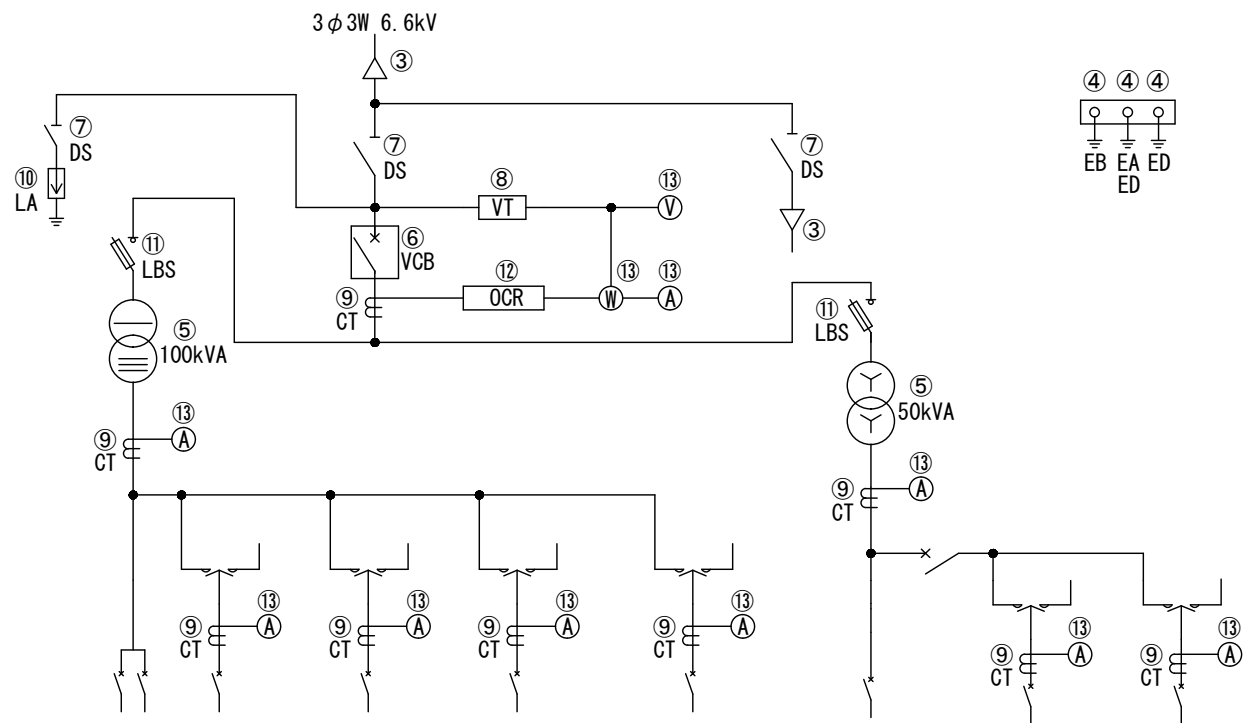 3φ3W 6.6kV
③
④ ④ ④
EB EA ED
ED
⑦
DS
⑦
DS
⑦
DS
⑩
LA
⑧
VT
⑬
V
③
⑪
LBS
⑥
VCB
⑫
OCR
⑬
W
⑬
A
⑨
CT
⑪
LBS
⑤
100kVA
⑤
50kVA
⑬
A
⑨
CT
⑬
A
⑨
CT
⑬
A
⑨
CT
⑬
A
⑨
CT
⑬
A
⑨
CT
⑬
A
⑨
CT
⑬
A
⑨
CT
⑬
A
⑨
CT